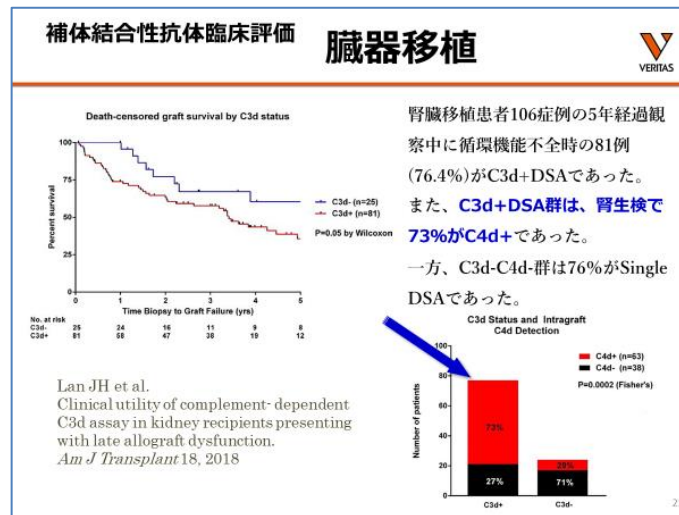 補体結合性抗体臨床評価 臓器移植
VERITAS
Death-censored graft survival by C3d status
Percent survival
100
75
50
25
0
0 1 2 3 4 5
Time Biopsy to Graft Failure (yrs)
C3d- (n=25)
C3d+ (n=81)
P=0.05 by Wilcoxon
No. at risk
C3d- 25 24 16 11 9 8
C3d+ 81 58 47 38 19 12
Lan JH et al.
Clinical utility of complement- dependent
C3d assay in kidney recipients presenting
with late allograft dysfunction.
Am J Transplant 18, 2018
腎臓移植患者106症例の5年経過観
察中に循環機能不全時の81例
(76.4%)がC3d+DSAであった。
また、C3d+DSA群は、腎生検で
73%がC4d+であった。
一方、C3d-C4d-群は76%がSingle
DSAであった。
C3d Status and Intragraft
C4d Detection
Number of patients
100
80
60
40
20
0
C4d+ (n=63)
C4d- (n=38)
P=0.0002 (Fisher's)
73%
27%
29%
71%
C3d+ C3d-